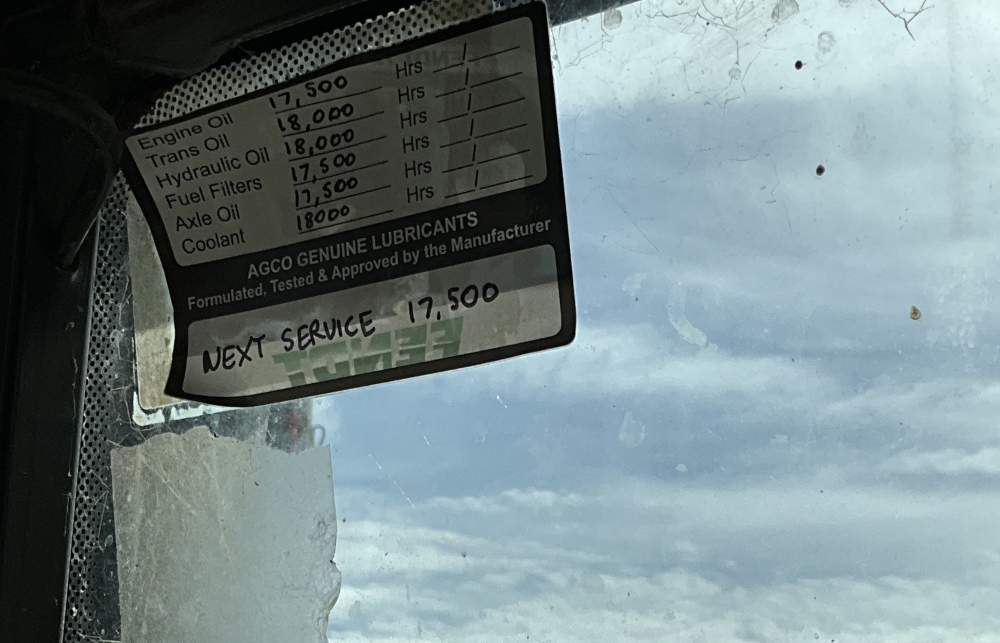 Engine Oil 17,500 Hrs /
Trans Oil 18,000 Hrs /
Hydraulic Oil 18,000 Hrs /
Fuel Filters 17,500 Hrs /
Axle Oil 17,500 Hrs /
Coolant 18000 Hrs /
AGCO GENUINE LUBRICANTS
Formulated, Tested & Approved by the Manufacturer
NEXT SERVICE 17,500
FENDT